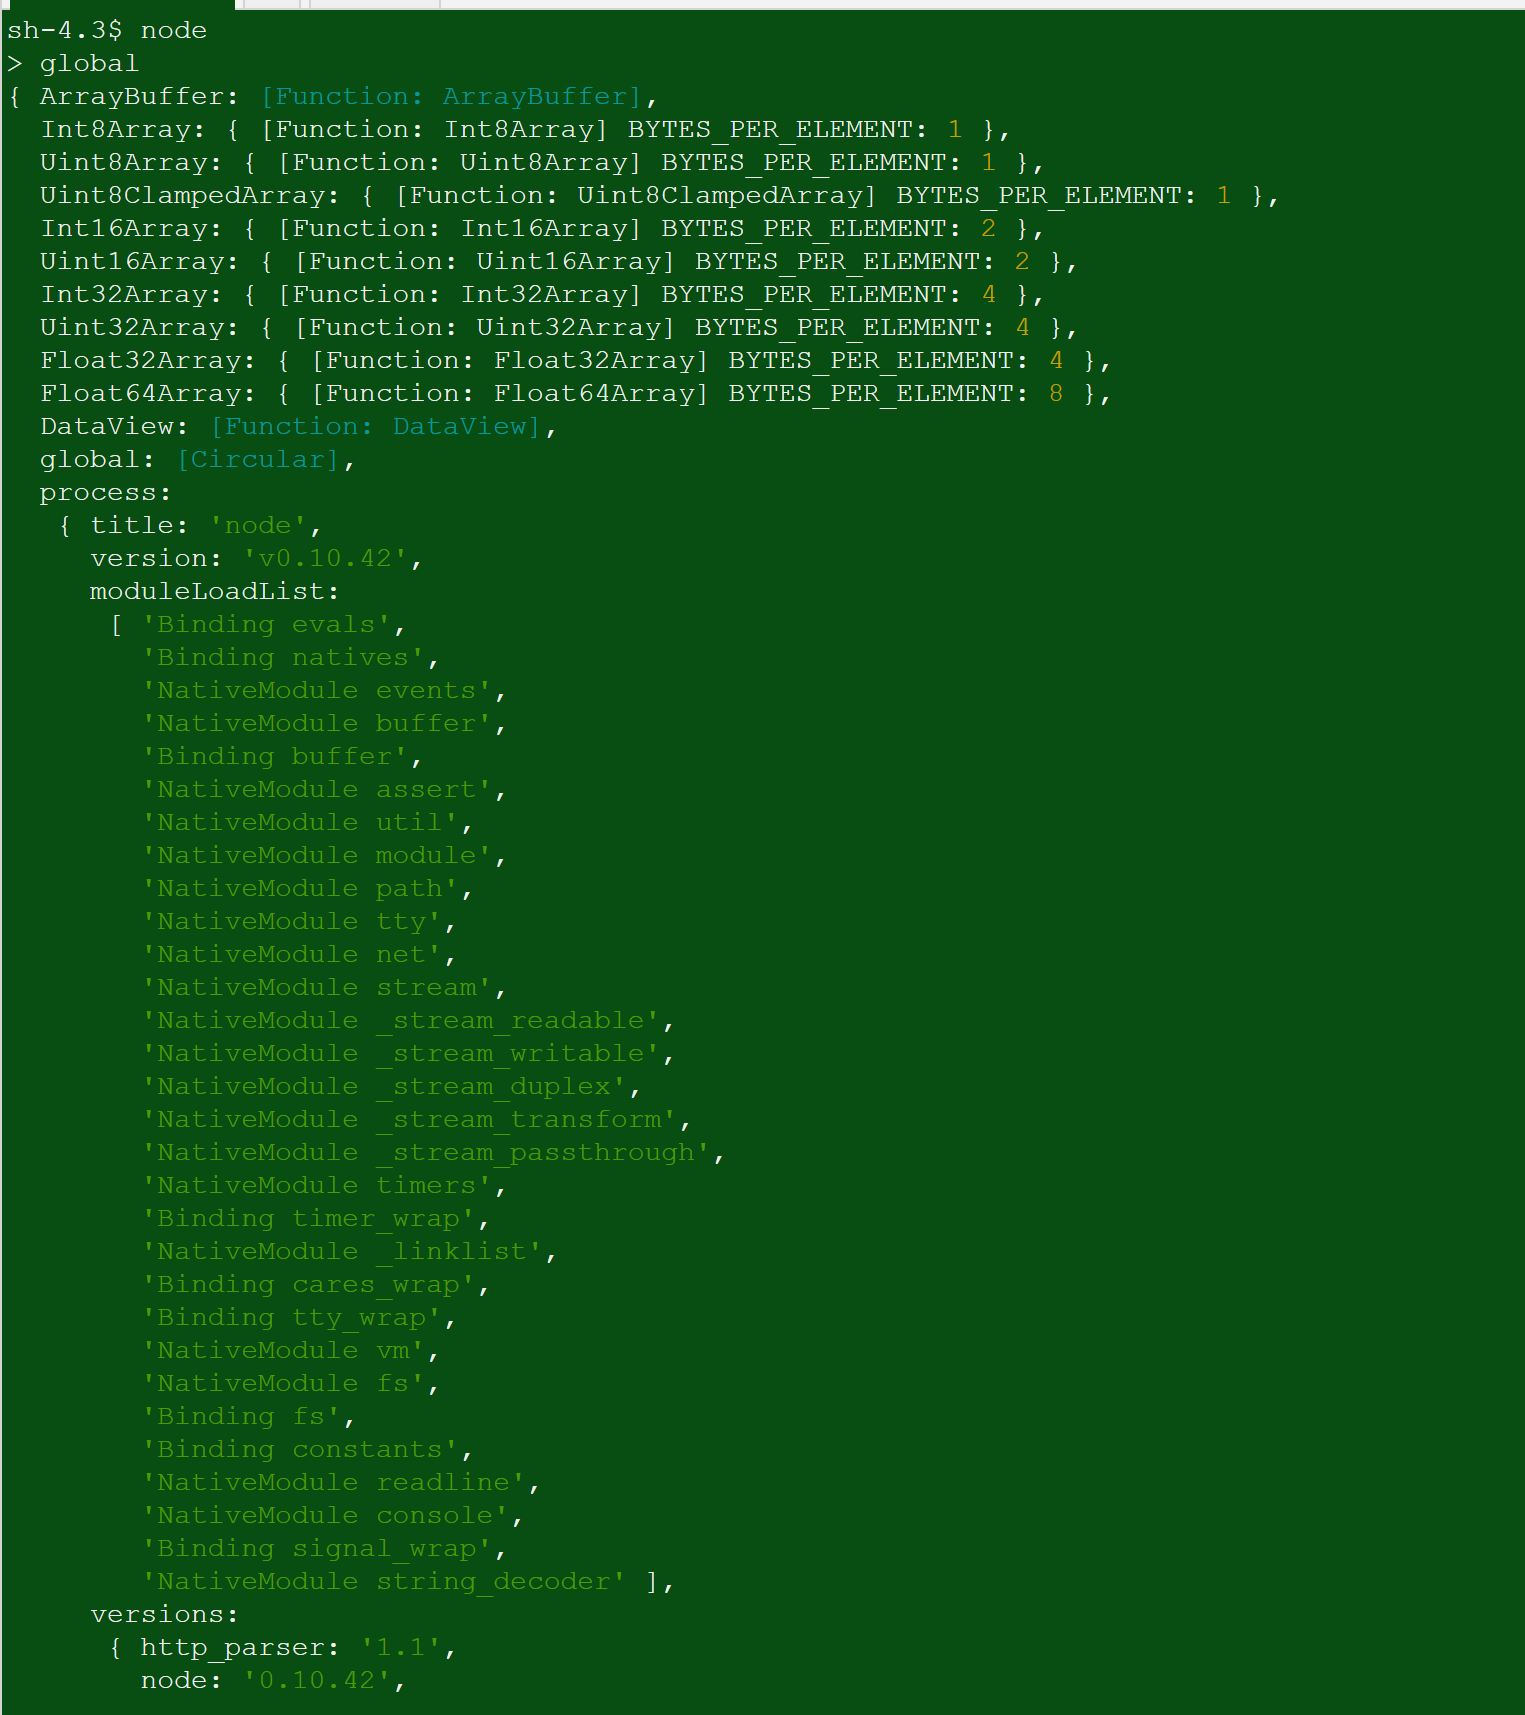 sh-4.3$ node
> global
{ ArrayBuffer: [Function: ArrayBuffer],
  Int8Array: { [Function: Int8Array] BYTES_PER_ELEMENT: 1 },
  Uint8Array: { [Function: Uint8Array] BYTES_PER_ELEMENT: 1 },
  Uint8ClampedArray: { [Function: Uint8ClampedArray] BYTES_PER_ELEMENT: 1 },
  Int16Array: { [Function: Int16Array] BYTES_PER_ELEMENT: 2 },
  Uint16Array: { [Function: Uint16Array] BYTES_PER_ELEMENT: 2 },
  Int32Array: { [Function: Int32Array] BYTES_PER_ELEMENT: 4 },
  Uint32Array: { [Function: Uint32Array] BYTES_PER_ELEMENT: 4 },
  Float32Array: { [Function: Float32Array] BYTES_PER_ELEMENT: 4 },
  Float64Array: { [Function: Float64Array] BYTES_PER_ELEMENT: 8 },
  DataView: [Function: DataView],
  global: [Circular],
  process:
   { title: 'node',
     version: 'v0.10.42',
     moduleLoadList:
      [ 'Binding evals',
        'Binding natives',
        'NativeModule events',
        'NativeModule buffer',
        'Binding buffer',
        'NativeModule assert',
        'NativeModule util',
        'NativeModule module',
        'NativeModule path',
        'NativeModule tty',
        'NativeModule net',
        'NativeModule stream',
        'NativeModule _stream_readable',
        'NativeModule _stream_writable',
        'NativeModule _stream_duplex',
        'NativeModule _stream_transform',
        'NativeModule _stream_passthrough',
        'NativeModule timers',
        'Binding timer_wrap',
        'NativeModule _linklist',
        'Binding cares_wrap',
        'Binding tty_wrap',
        'NativeModule vm',
        'NativeModule fs',
        'Binding fs',
        'Binding constants',
        'NativeModule readline',
        'NativeModule console',
        'Binding signal_wrap',
        'NativeModule string_decoder' ],
     versions:
      { http_parser: '1.1',
        node: '0.10.42',